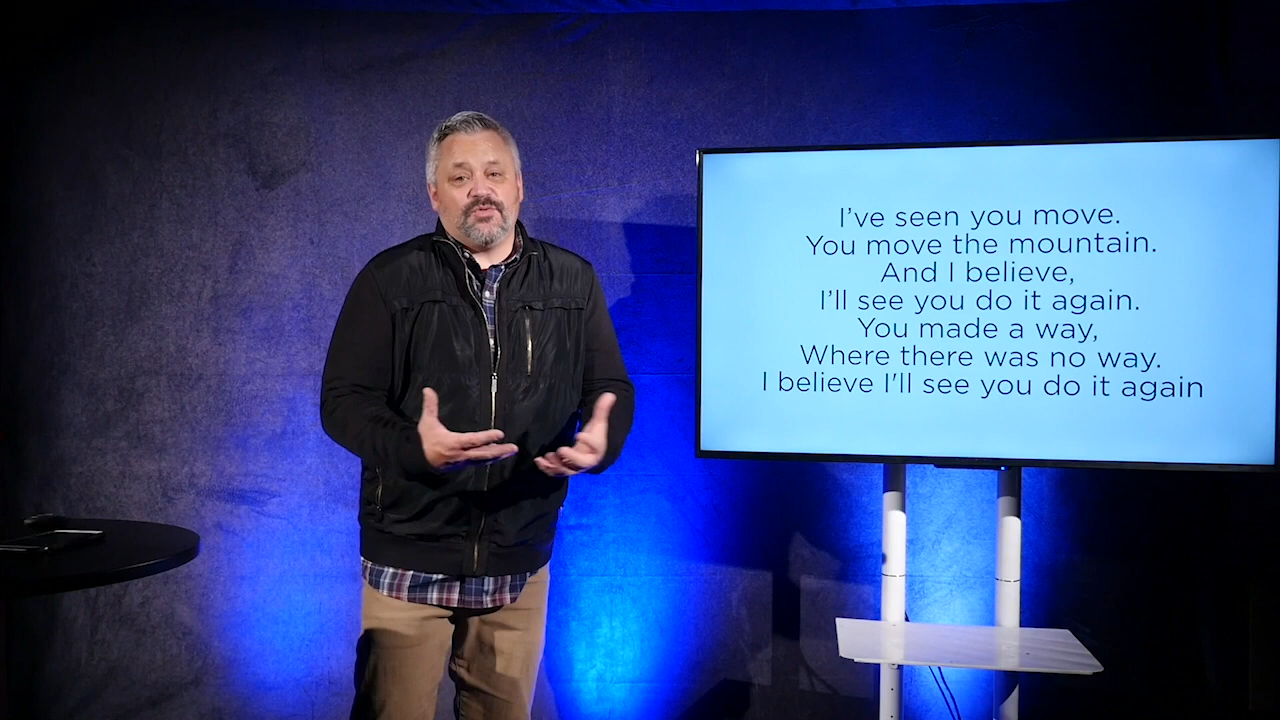 I’ve seen you move.
You move the mountain.
And I believe,
I’ll see you do it again.
You made a way,
Where there was no way.
I believe I'll see you do it again